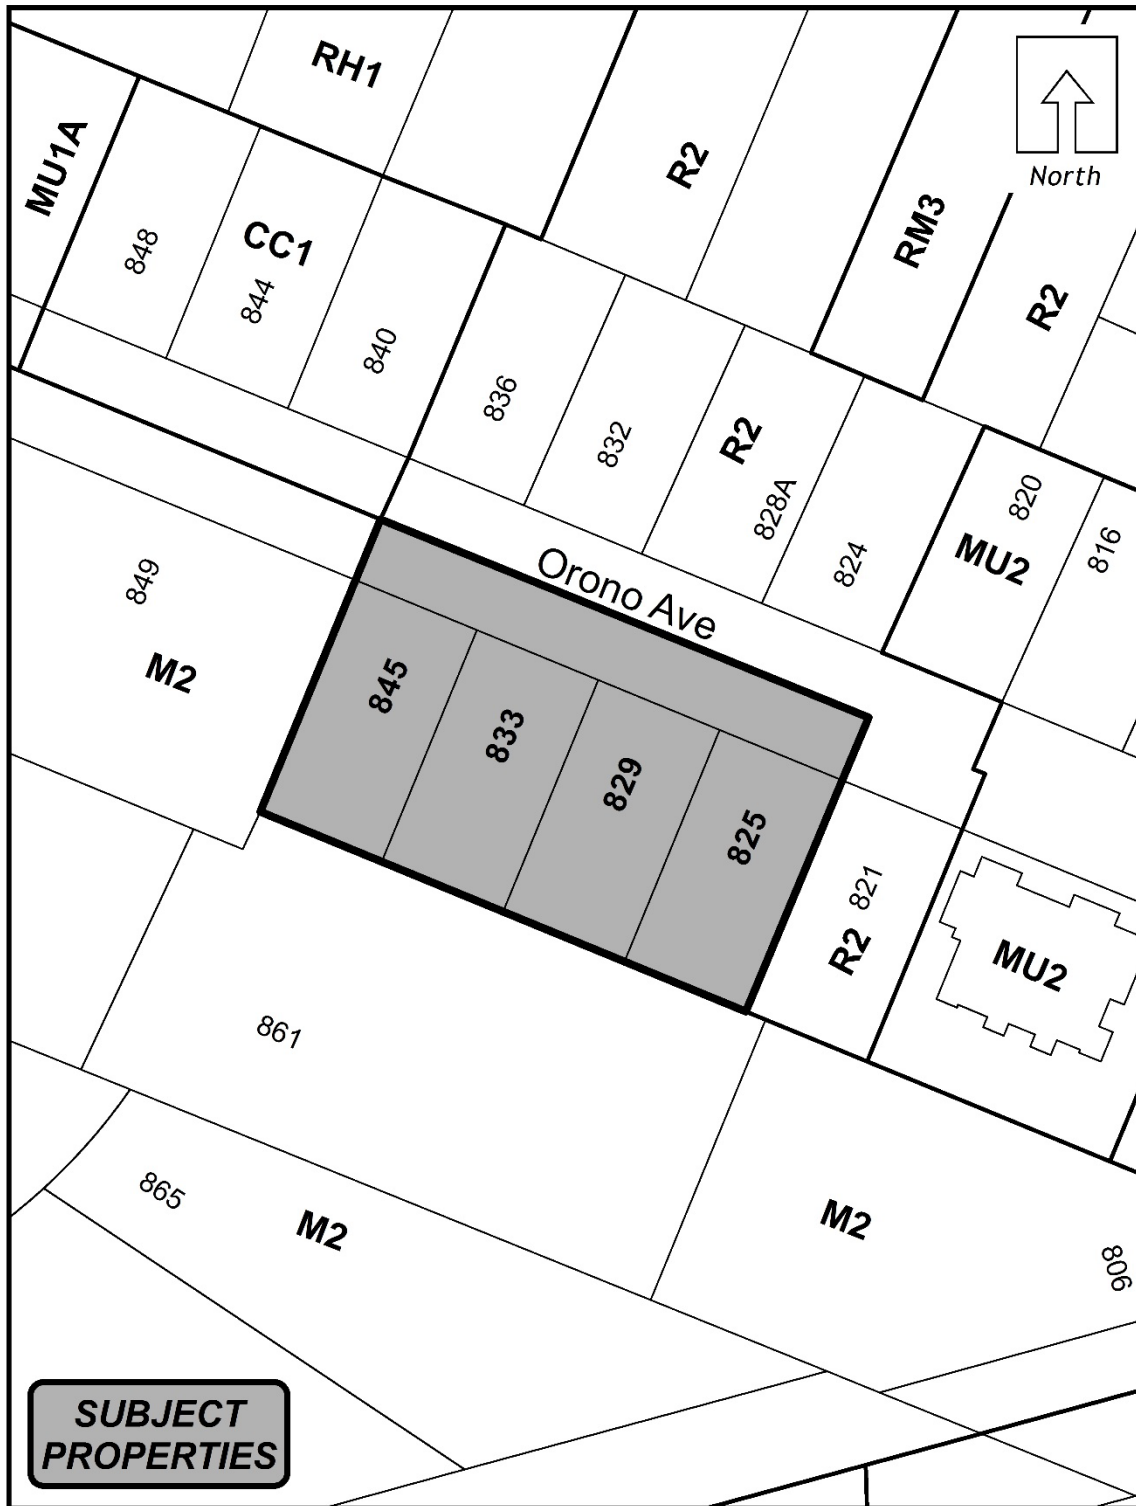 RH1
R2
North
MU1A
RM3
848
CC1
844
R2
840
836
832
R2
828A
824
820
MU2
816
Orono Ave
849
M2
845
833
829
825
821
R2
MU2
861
865
M2
M2
806
SUBJECT
PROPERTIES